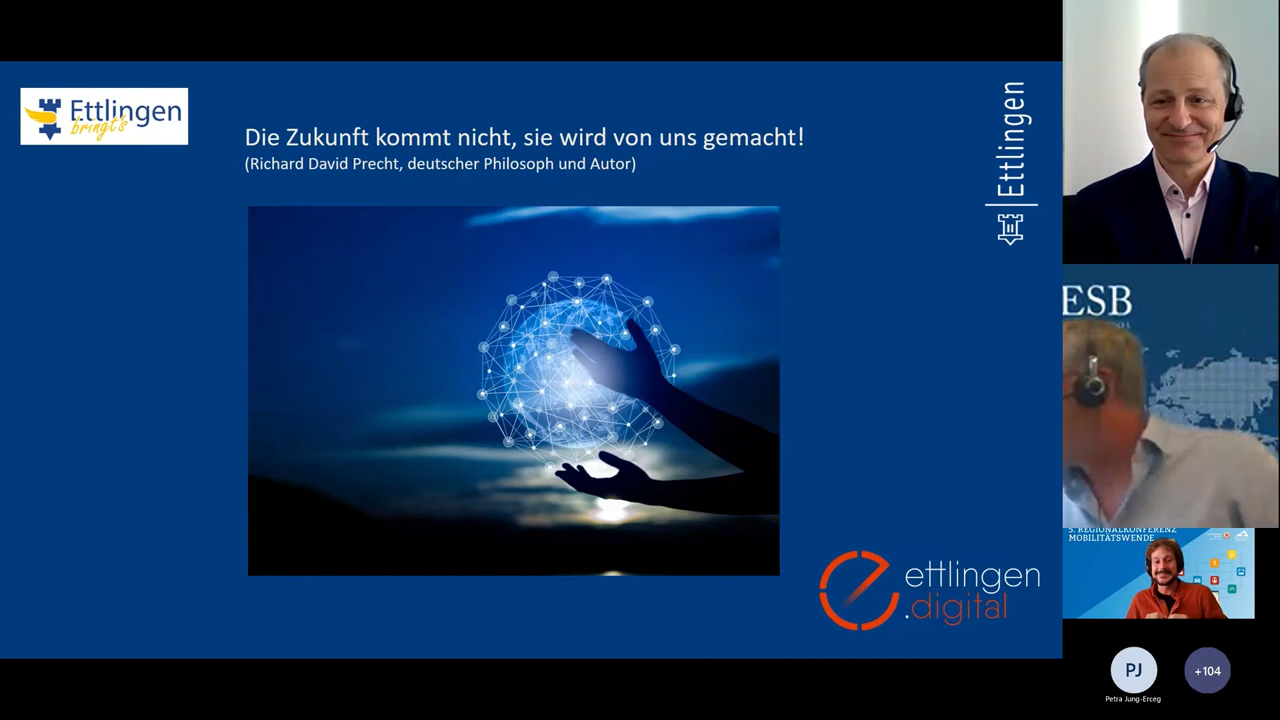 Ettlingen
bringt's
Die Zukunft kommt nicht, sie wird von uns gemacht!
(Richard David Precht, deutscher Philosoph und Autor)
Ettlingen
ettlingen
.digital
ESB
5. REGIONALKONFERENZ
MOBILITÄTSWENDE
PJ
+104
Petra Jung-Erceg